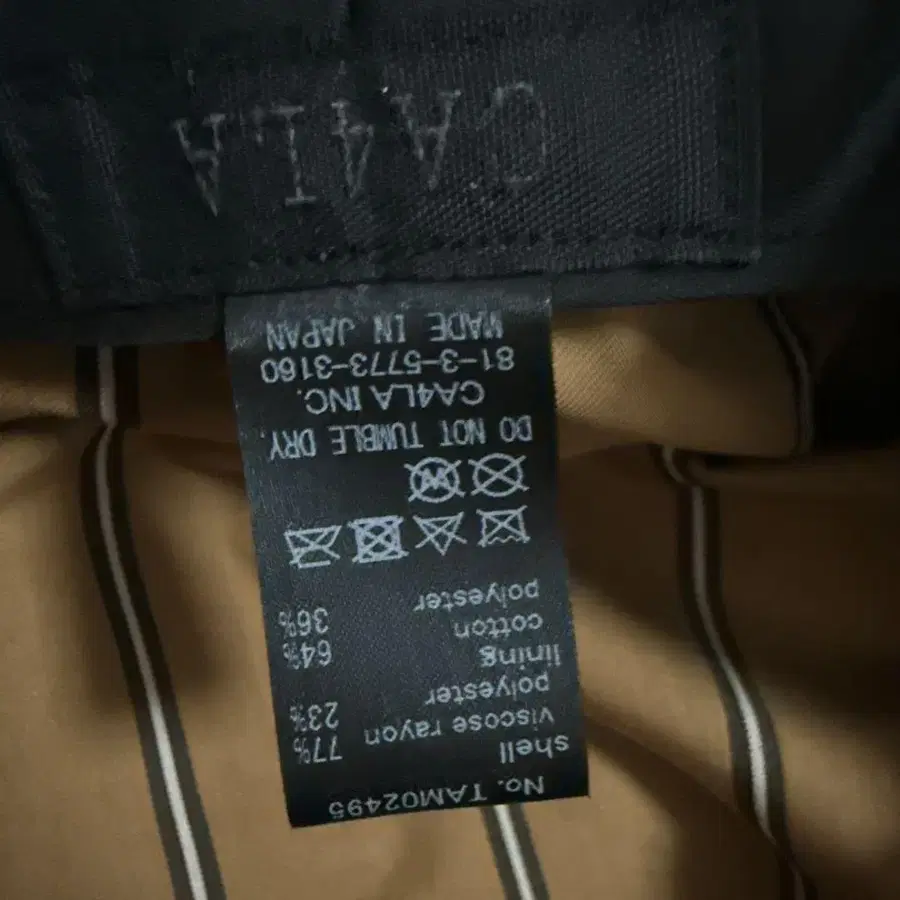 No. TAM02495
shell
viscose rayon 77%
polyester 23%
lining
cotton 64%
polyester 36%
DO NOT TUMBLE DRY.
CA4LA INC.
81-3-5773-3160
MADE IN JAPAN
CA4LA